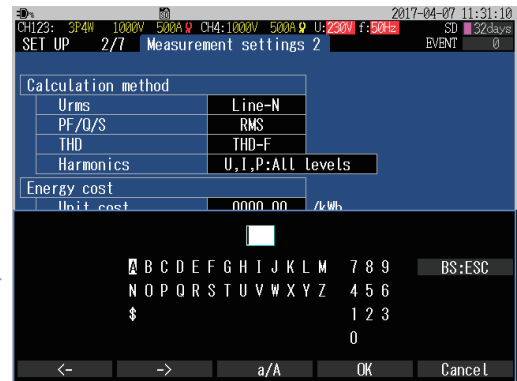 2017-04-07 11:31:10
CH123: 3P4W 1000V 500A CH4:1000V 500A U:230V f:50Hz SD 32days
SET UP 2/7 Measurement settings 2 EVENT 0
Calculation method
Urms Line-N
PF/Q/S RMS
THD THD-F
Harmonics U,I,P:All levels
Energy cost
Unit cost 0000.00 /kWh
A B C D E F G H I J K L M 7 8 9 BS:ESC
N O P Q R S T U V W X Y Z 4 5 6
$ 1 2 3
0
<- -> a/A OK Cancel